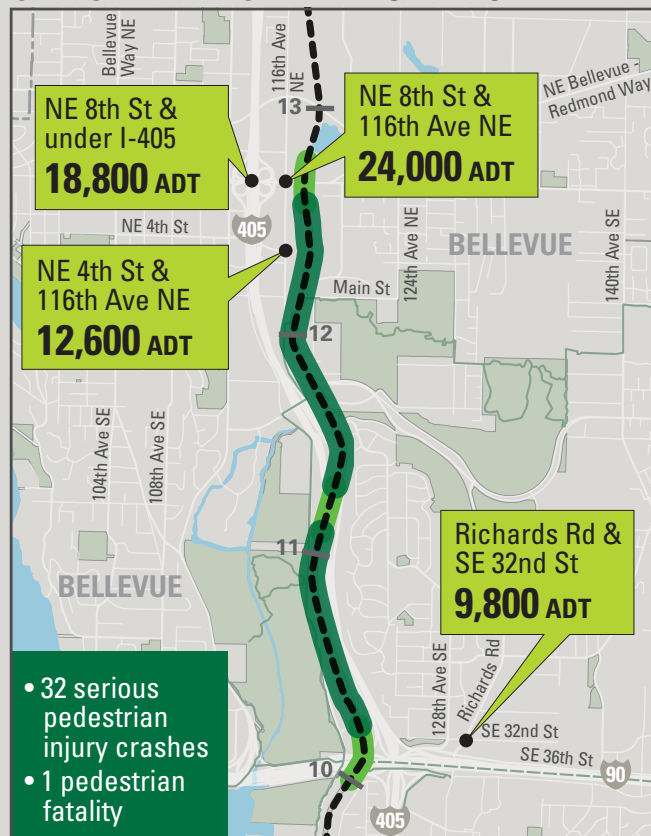 Bellevue
Way NE
116th Ave
NE
NE Bellevue -
Redmond Way
13
NE 8th St &
under I-405
18,800 ADT
NE 8th St &
116th Ave NE
24,000 ADT
NE 4th St
405
BELLEVUE
124th Ave NE
140th Ave SE
NE 4th St &
116th Ave NE
12,600 ADT
Main St
12
104th Ave SE
108th Ave SE
11
BELLEVUE
Richards Rd &
SE 32nd St
9,800 ADT
128th Ave SE
Richards Rd
SE 32nd St
SE 36th St
90
• 32 serious
pedestrian
injury crashes
• 1 pedestrian
fatality
10
405